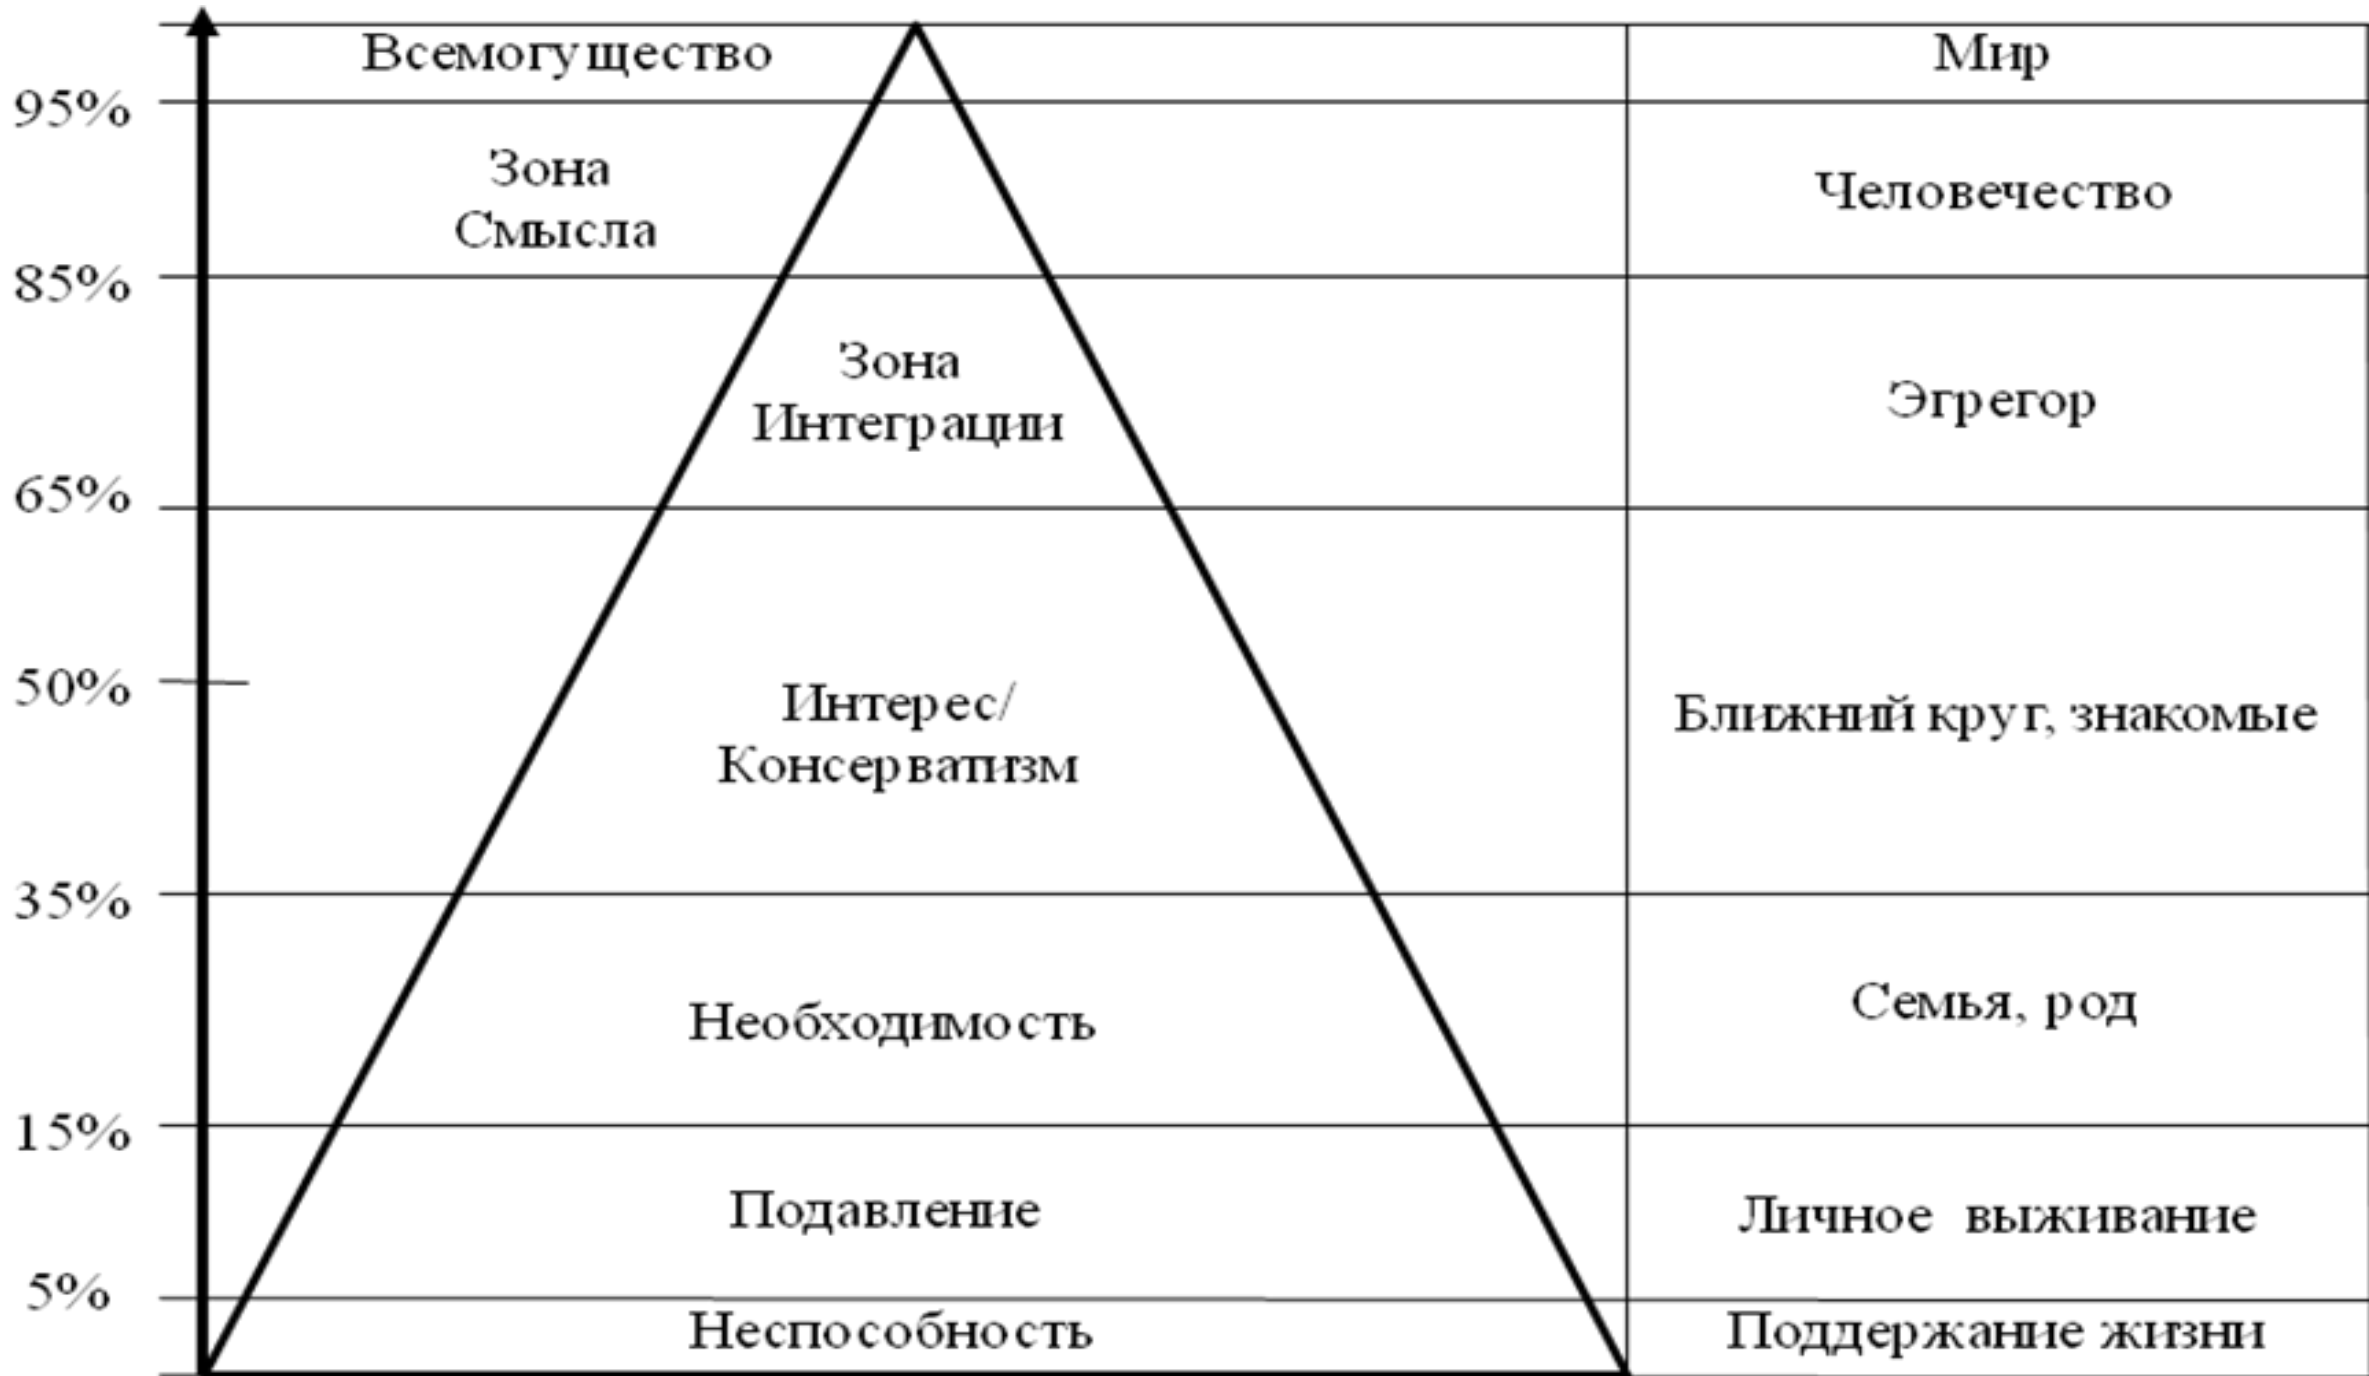 Всемогущество
Мир
95%
Зона
Смысла
Человечество
85%
Зона
Интеграции
Эгрегор
65%
50%
Интерес/
Консерватизм
Ближний круг, знакомые
35%
Необходимость
Семья, род
15%
Подавление
Личное выживание
5%
Неспособность
Поддержание жизни